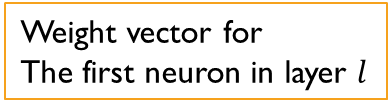 Weight vector for
The first neuron in layer l